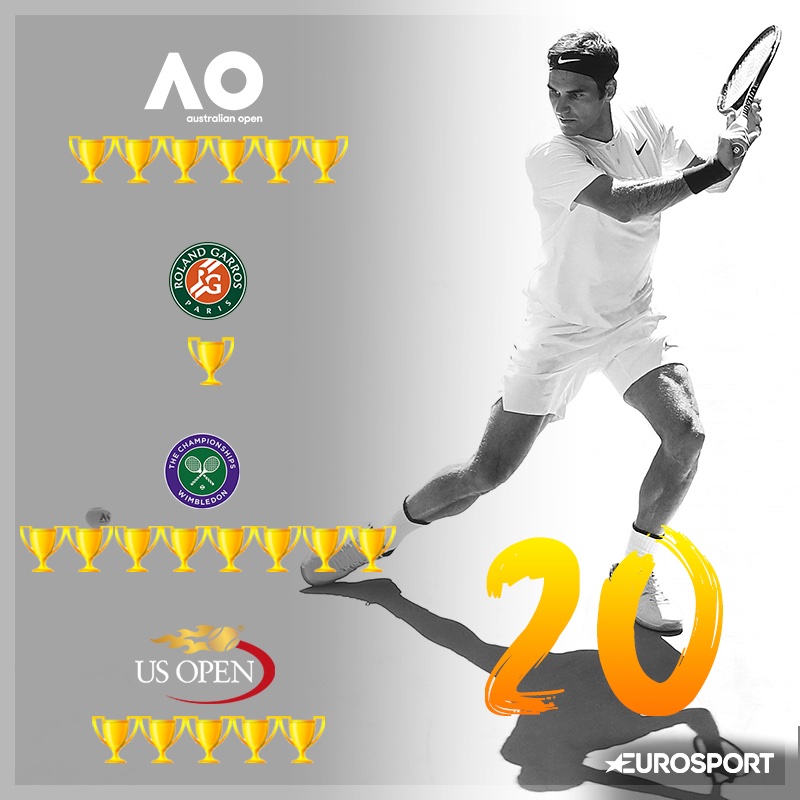 AO
australian open
ROLAND GARROS
RG
PARIS
THE CHAMPIONSHIPS
WIMBLEDON
US OPEN
20
EUROSPORT